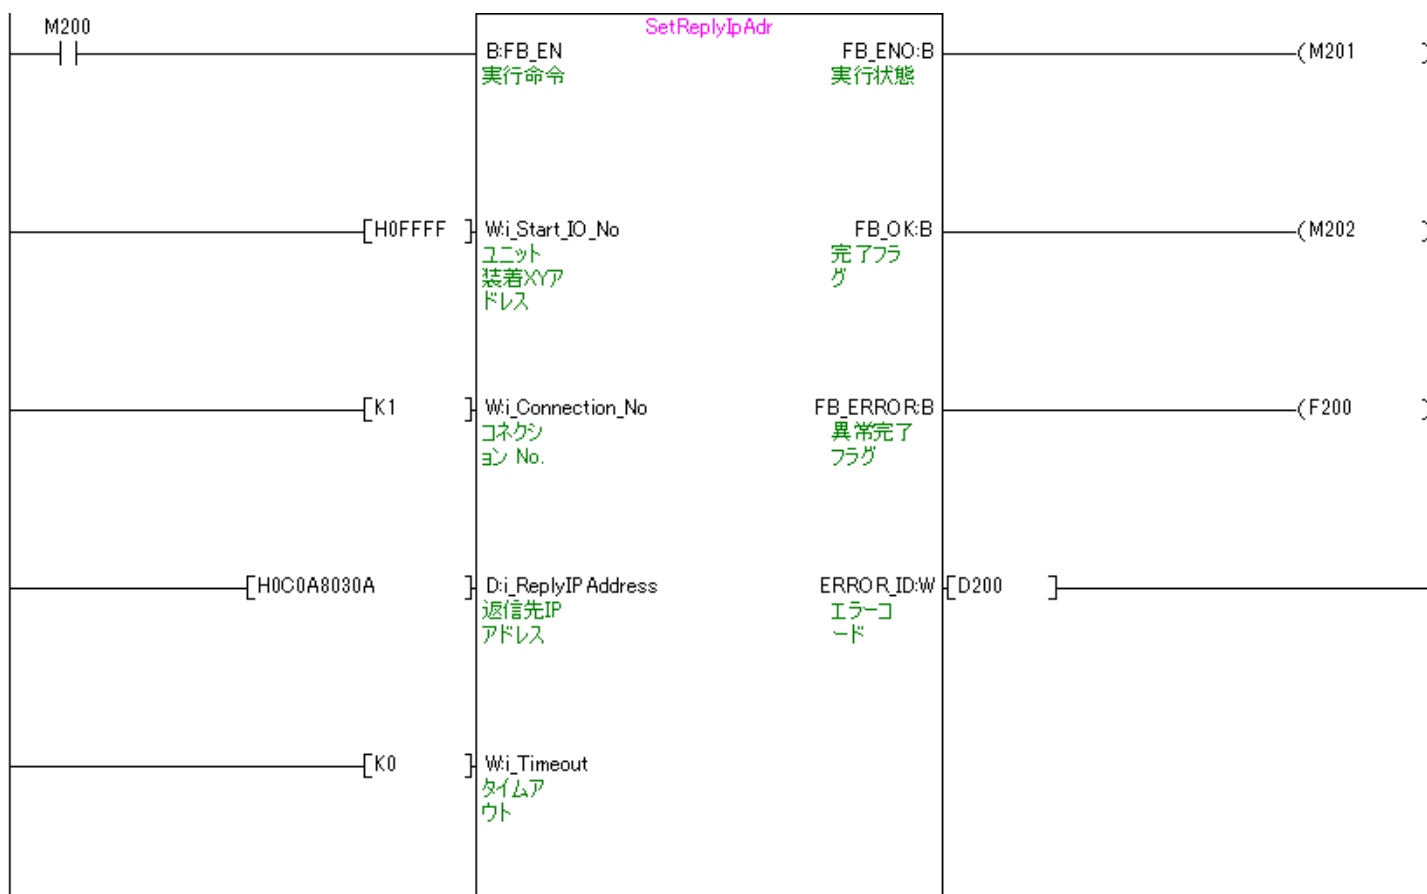 M200
SetReplyIpAdr
B:FB_EN
実行命令
FB_ENO:B
実行状態
(M201 )
[H0FFFF ]
W:i_Start_IO_No
ユニット
装着XYア
ドレス
FB_OK:B
完了フラ
グ
(M202 )
[K1 ]
W:i_Connection_No
コネクシ
ョン No.
FB_ERROR:B
異常完了
フラグ
(F200 )
[H0C0A8030A ]
D:i_ReplyIPAddress
返信先IP
アドレス
ERROR_ID:W
エラーコ
ード
[D200 ]
[K0 ]
W:i_Timeout
タイムア
ウト